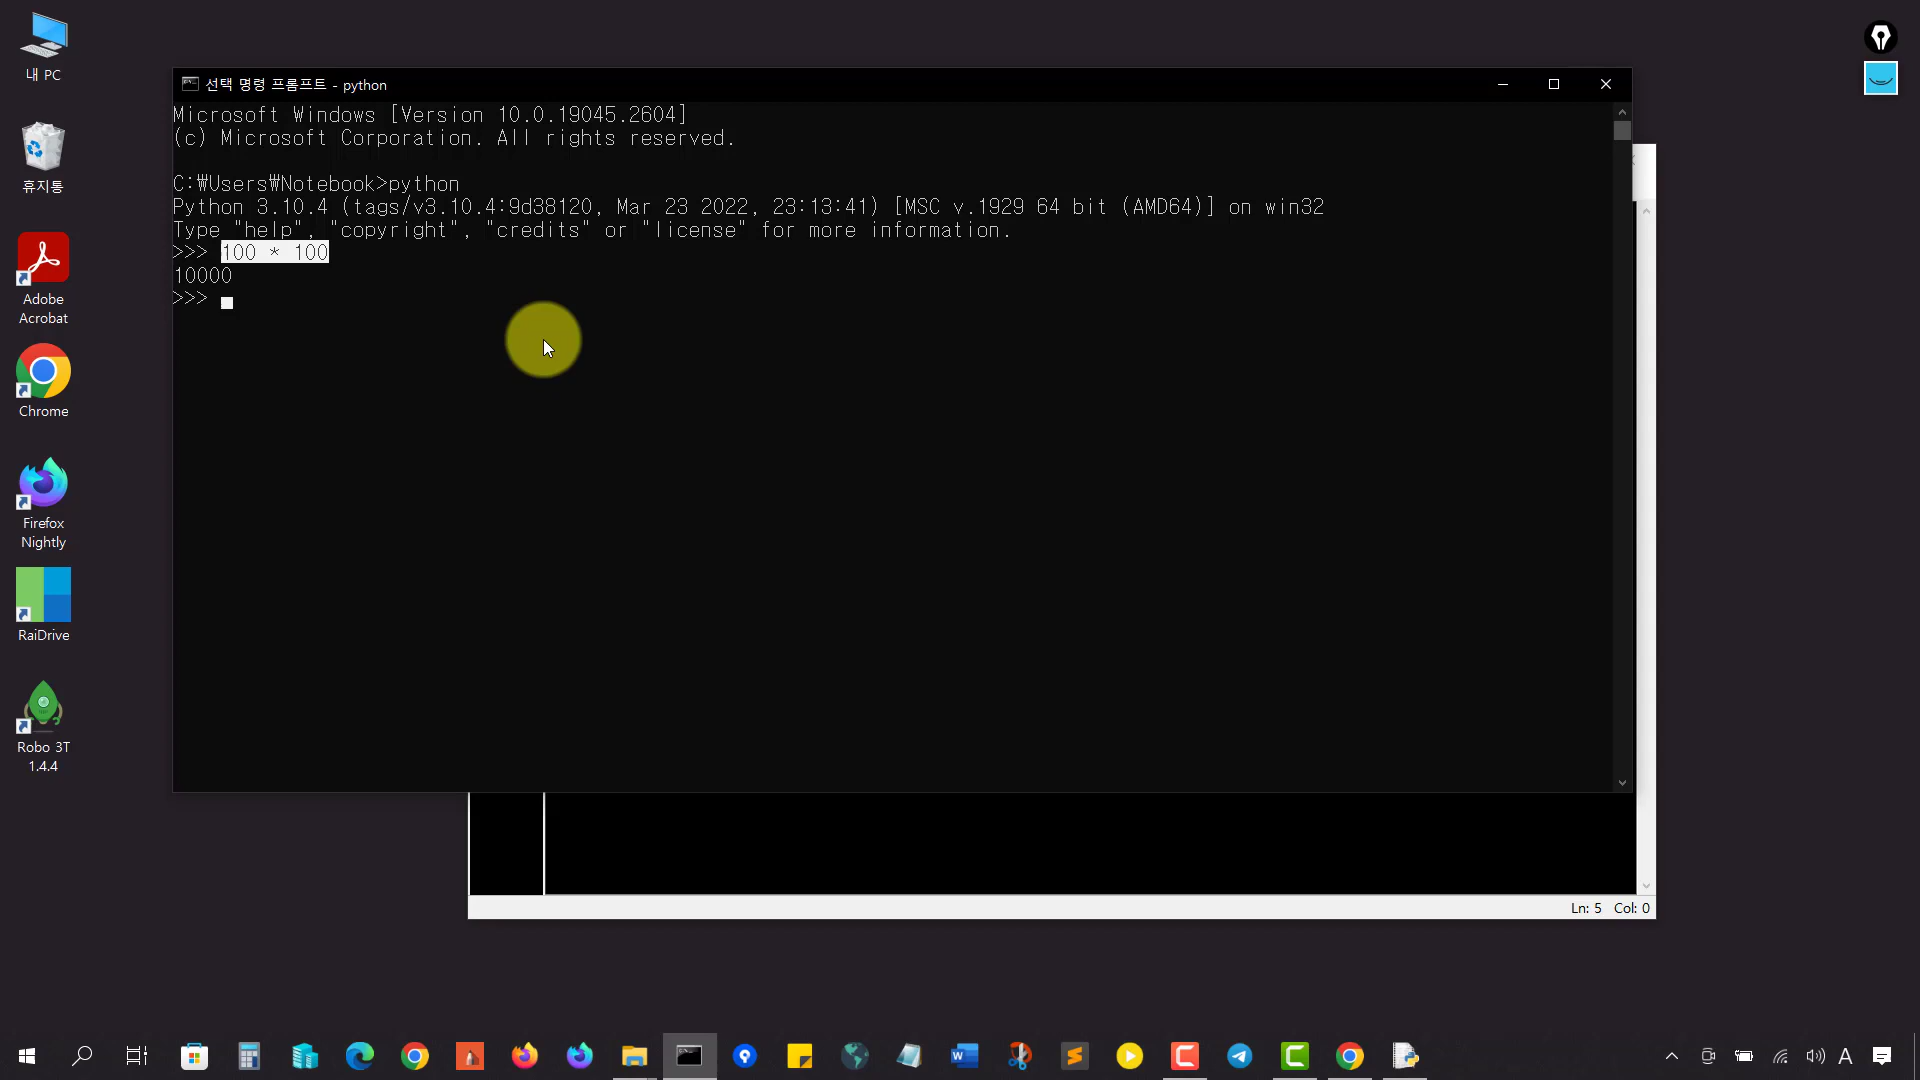 내 PC
휴지통
Adobe
Acrobat
Chrome
Firefox
Nightly
RaiDrive
Robo 3T
1.4.4
선택 명령 프롬프트 - python
Microsoft Windows [Version 10.0.19045.2604]
(c) Microsoft Corporation. All rights reserved.
C:₩Users₩Notebook>python
Python 3.10.4 (tags/v3.10.4:9d38120, Mar 23 2022, 23:13:41) [MSC v.1929 64 bit (AMD64)] on win32
Type "help", "copyright", "credits" or "license" for more information.
>>> 100 * 100
10000
>>>
Ln: 5 Col: 0
A